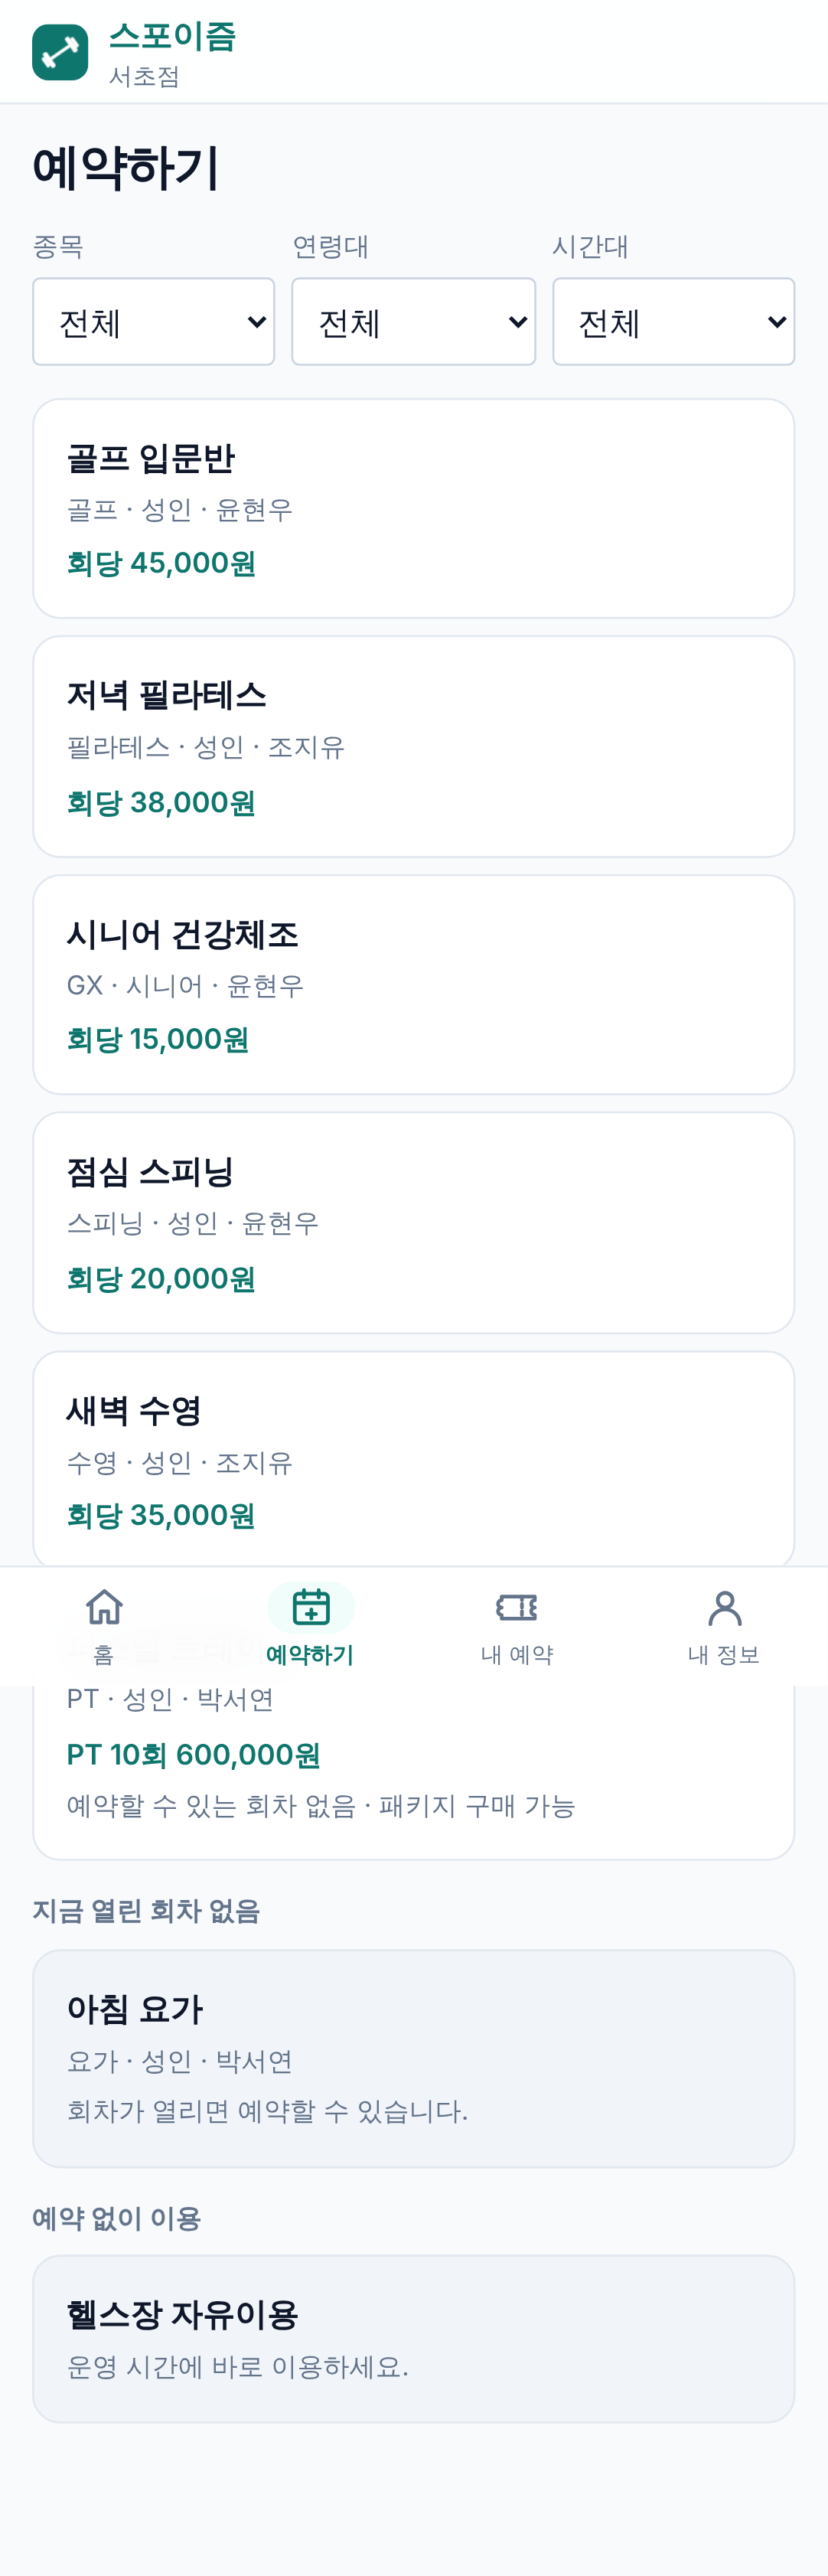 스포이즘
서초점
예약하기
종목 연령대 시간대
전체 전체 전체
골프 입문반
골프 · 성인 · 윤현우
회당 45,000원
저녁 필라테스
필라테스 · 성인 · 조지유
회당 38,000원
시니어 건강체조
GX · 시니어 · 윤현우
회당 15,000원
점심 스피닝
스피닝 · 성인 · 윤현우
회당 20,000원
새벽 수영
수영 · 성인 · 조지유
회당 35,000원
홈 예약하기 내 예약 내 정보
PT · 성인 · 박서연
PT 10회 600,000원
예약할 수 있는 회차 없음 · 패키지 구매 가능
지금 열린 회차 없음
아침 요가
요가 · 성인 · 박서연
회차가 열리면 예약할 수 있습니다.
예약 없이 이용
헬스장 자유이용
운영 시간에 바로 이용하세요.